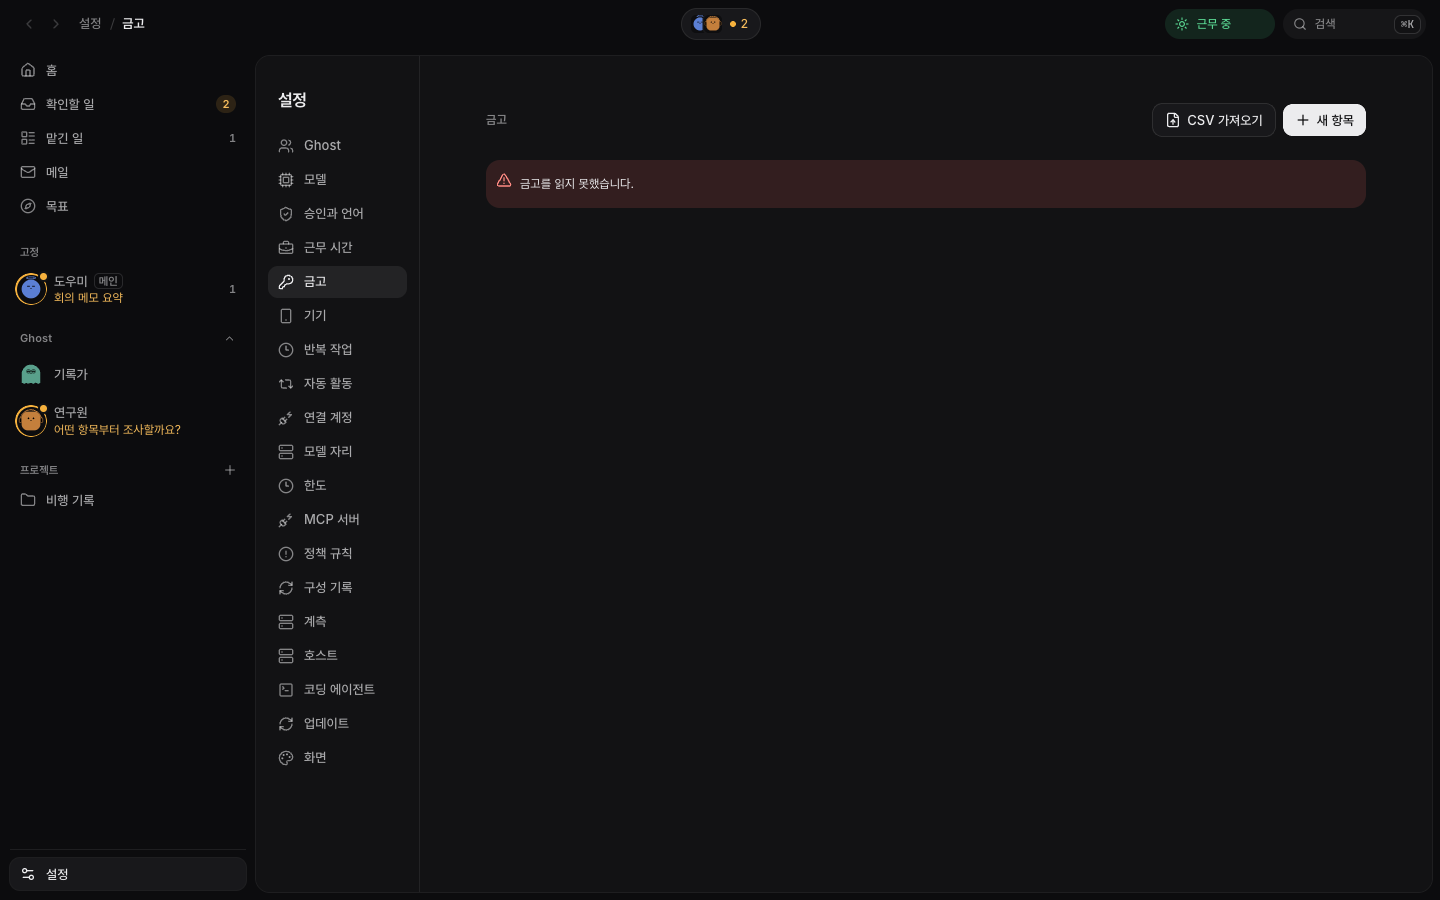 설정 / 금고
2
근무 중
검색
⌘K
홈
확인할 일
2
맡긴 일
1
메일
목표
고정
도우미
메인
회의 메모 요약
1
Ghost
기록가
연구원
어떤 항목부터 조사할까요?
프로젝트
비행 기록
설정
설정
Ghost
모델
승인과 언어
근무 시간
금고
기기
반복 작업
자동 활동
연결 계정
모델 자리
한도
MCP 서버
정책 규칙
구성 기록
계측
호스트
코딩 에이전트
업데이트
화면
금고
CSV 가져오기
새 항목
금고를 읽지 못했습니다.